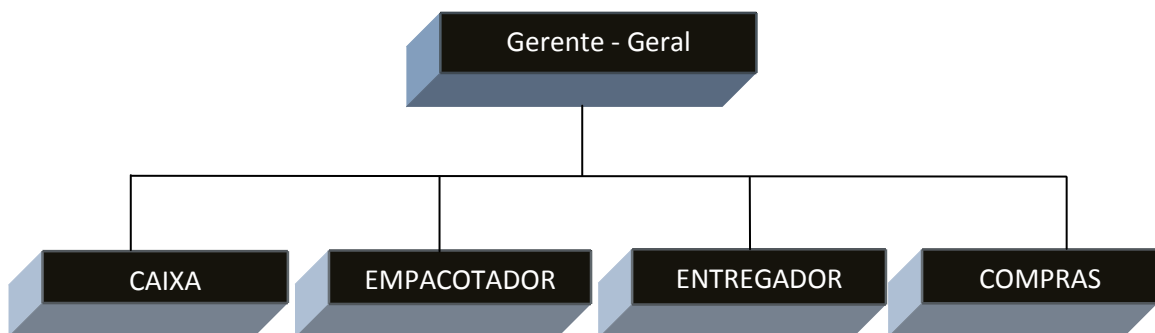 Gerente - Geral
CAIXA
EMPACOTADOR
ENTREGADOR
COMPRAS